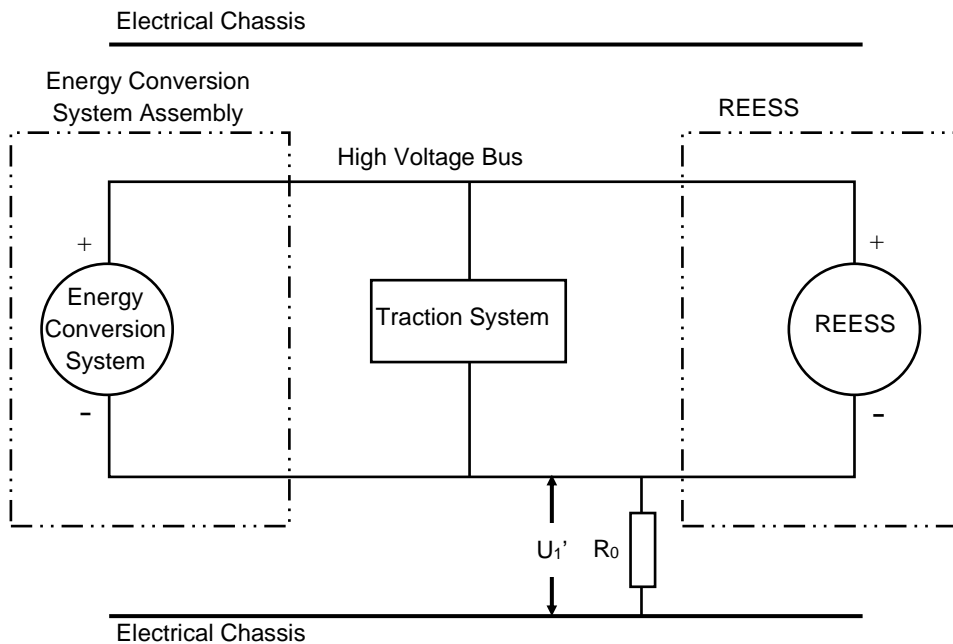 Electrical Chassis
Energy Conversion
System Assembly
REESS
High Voltage Bus
+
+
Energy
Conversion
System
Traction System
REESS
-
-
U₁’
R₀
Electrical Chassis